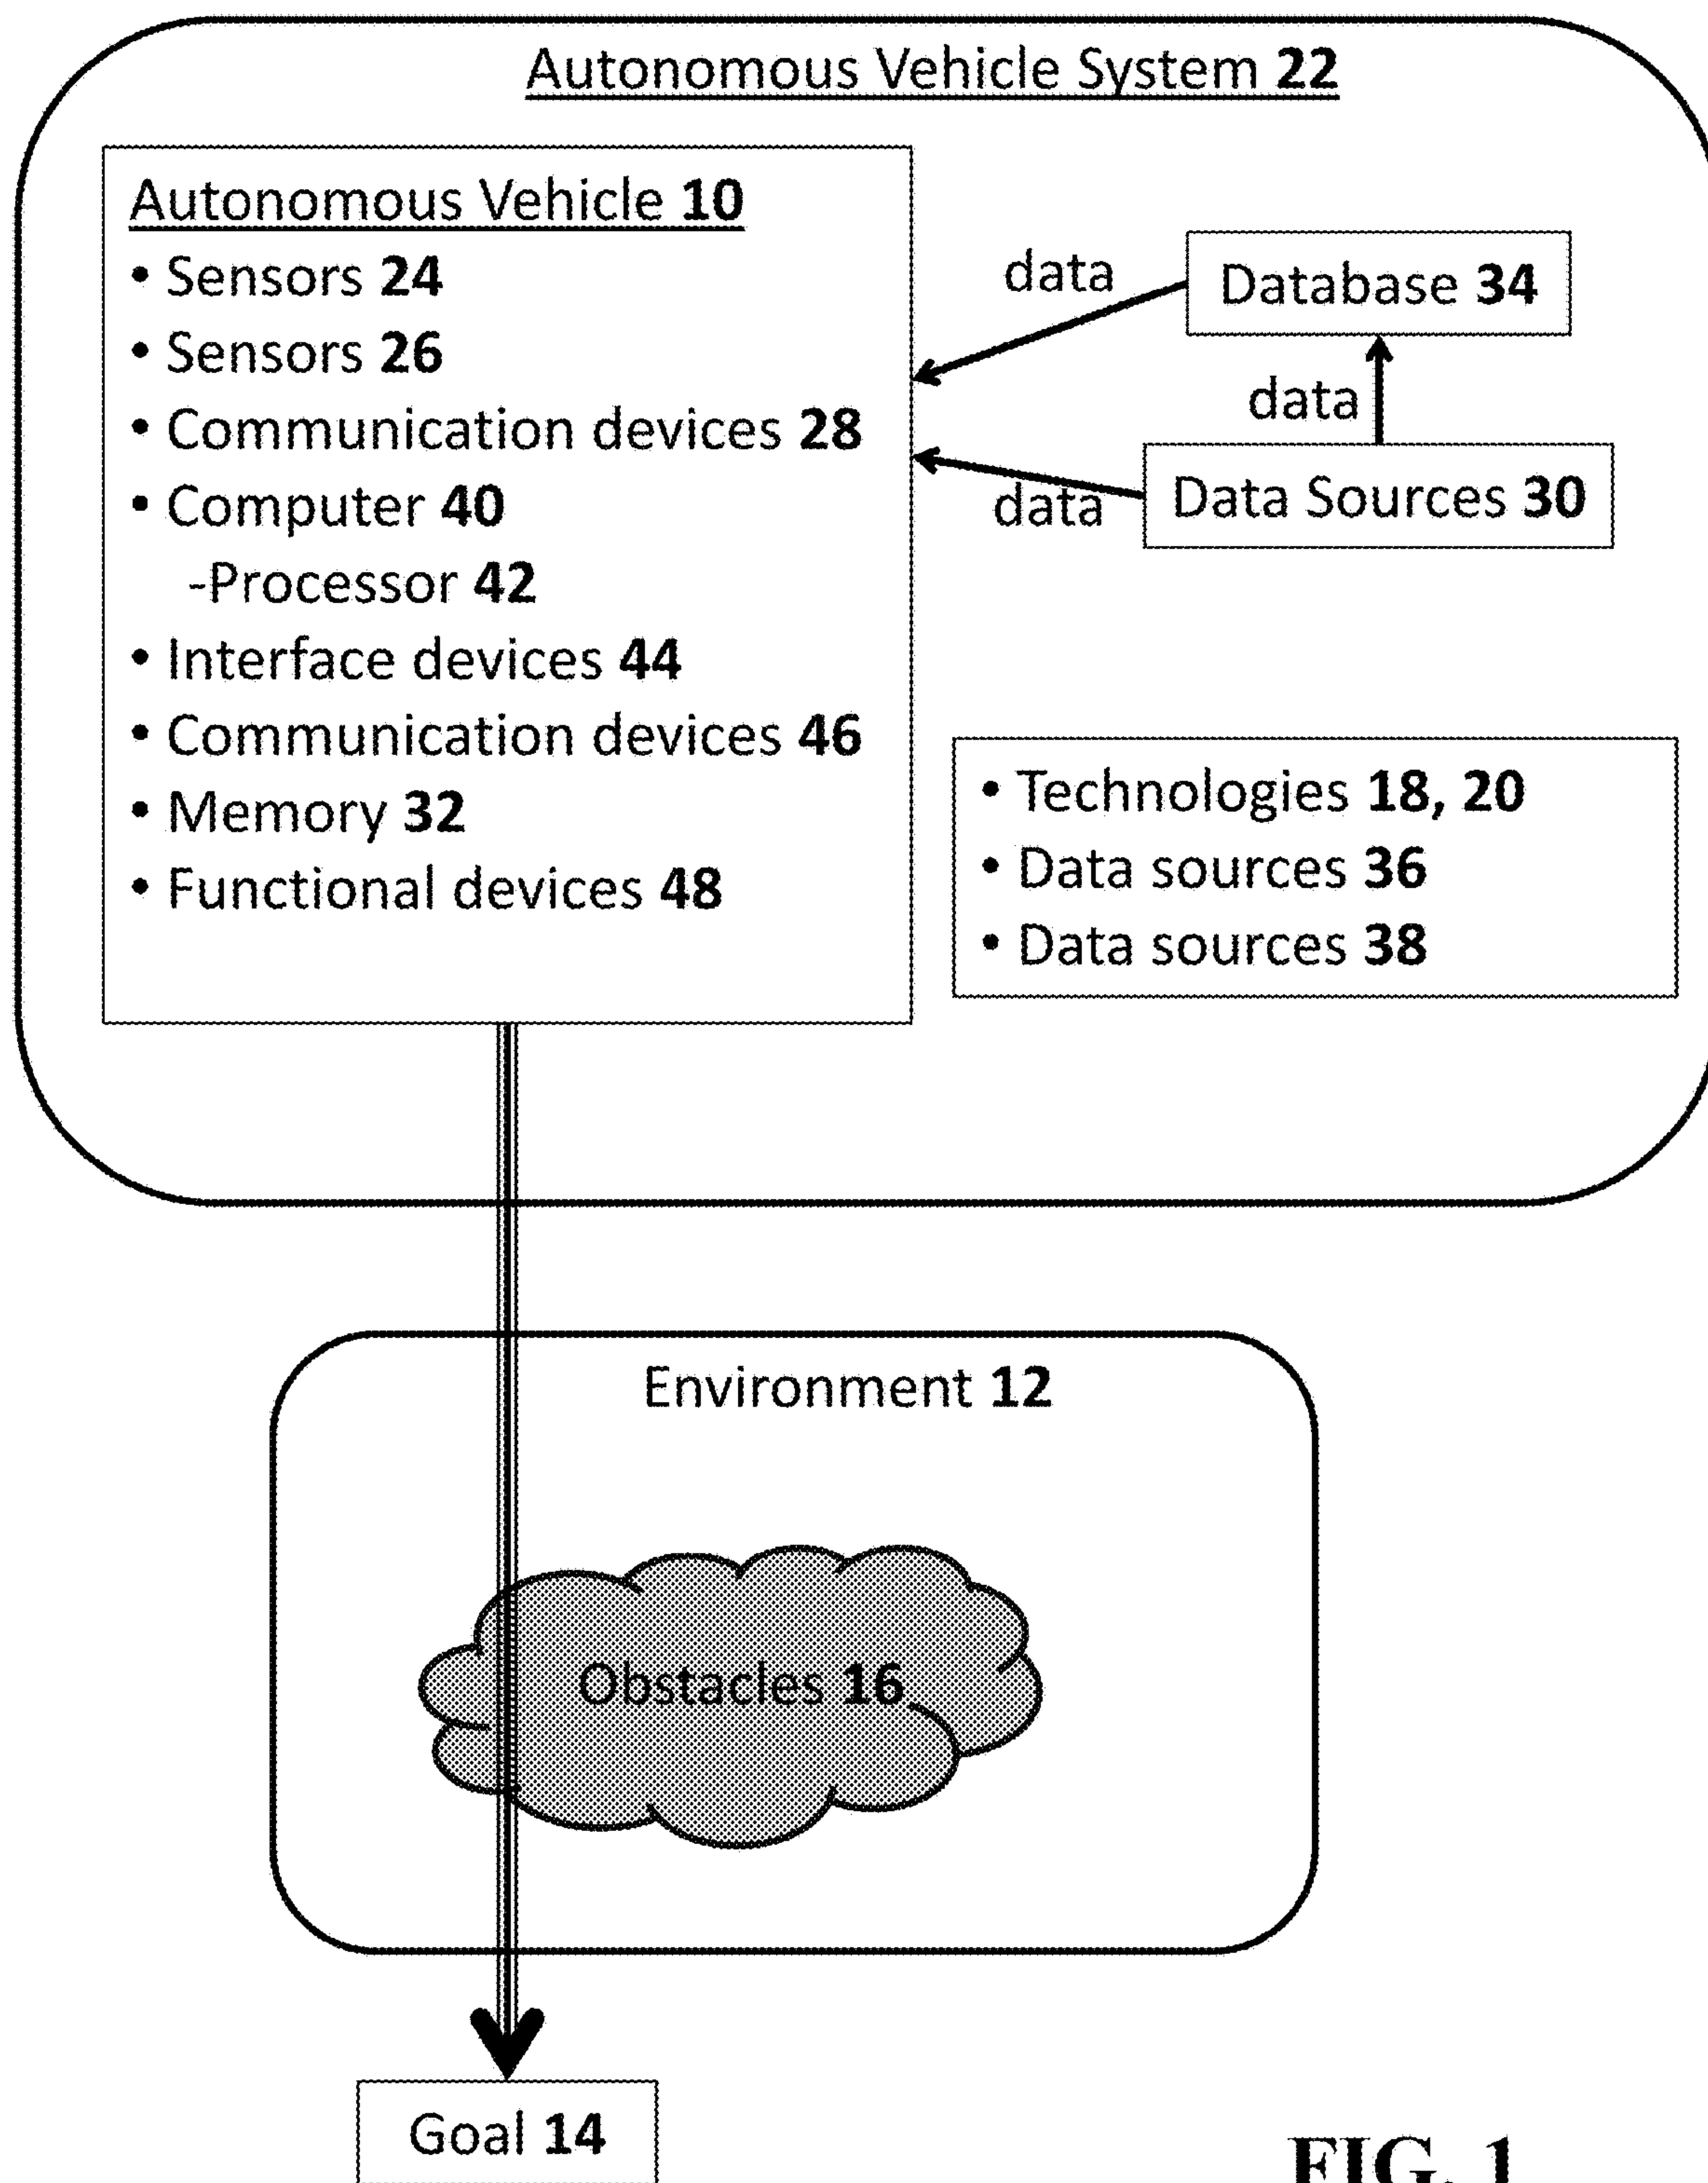 Autonomous Vehicle System 22
Autonomous Vehicle 10
• Sensors 24
• Sensors 26
• Communication devices 28
• Computer 40
-Processor 42
• Interface devices 44
• Communication devices 46
• Memory 32
• Functional devices 48
data
Database 34
data
data
Data Sources 30
• Technologies 18, 20
• Data sources 36
• Data sources 38
Environment 12
Obstacles 16
Goal 14
FIG. 1